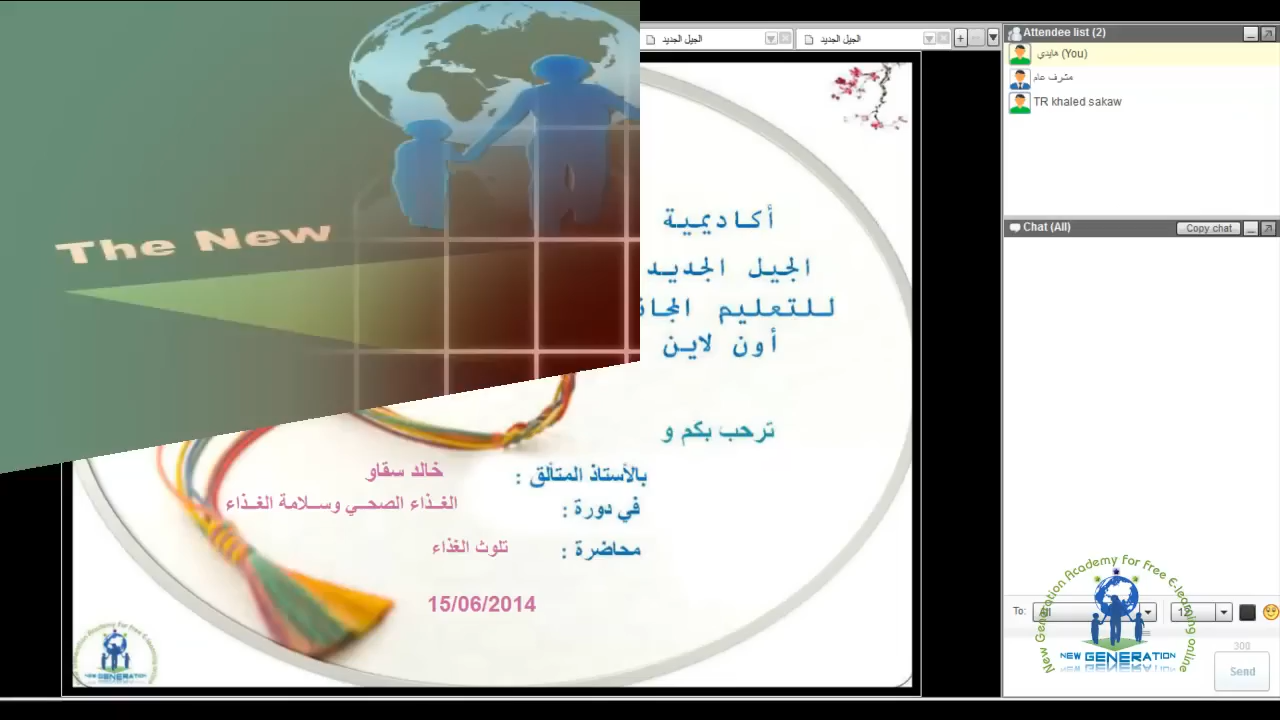 The New
الجيل الجديد
الجيل الجديد
Attendee list (2)
هايدي (You)
مشرف عام
TR khaled sakaw
Chat (All)
Copy chat
أكاديمية
الجيل الجديد
للتعليم
أون لاين
ترحب بكم و
بالأستاذ المتألق : خالد سقاو
في دورة : الغذاء الصحي وسلامة الغذاء
محاضرة : تلوث الغذاء
15/06/2014
To:
300
Send
New Generation Academy for Free E-learning online
NEW GENERATION
NEW GENERATION